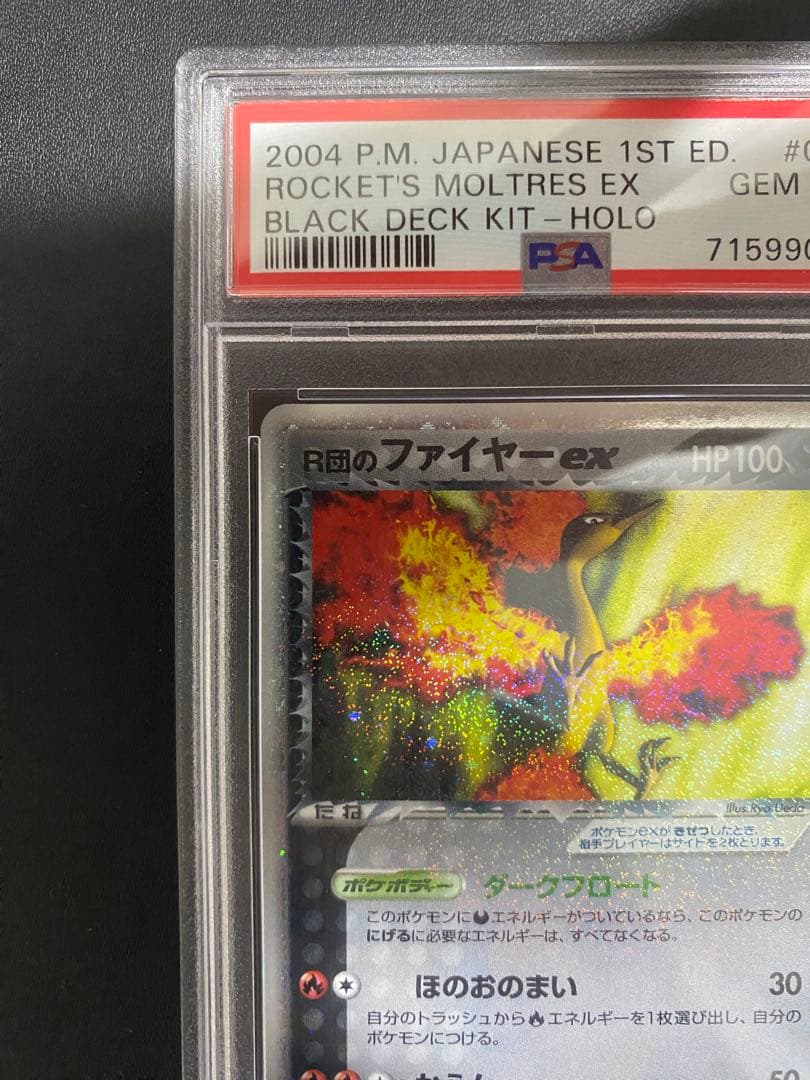 2004 P.M. JAPANESE 1ST ED.
ROCKET'S MOLTRES EX GEM
BLACK DECK KIT – HOLO
PSA
R団のファイヤーex HP100
たね
Illus. Ryo Ueda
ポケモンexがきぜつしたとき、
相手プレイヤーはサイドを2枚とります。
ポケボディー ダークフロート
このポケモンにエネルギーがついているなら、このポケモンの
にげるに必要なエネルギーは、すべてなくなる。
ほのおのまい 30
自分のトラッシュからエネルギーを1枚選び出し、自分の
ポケモンにつける。